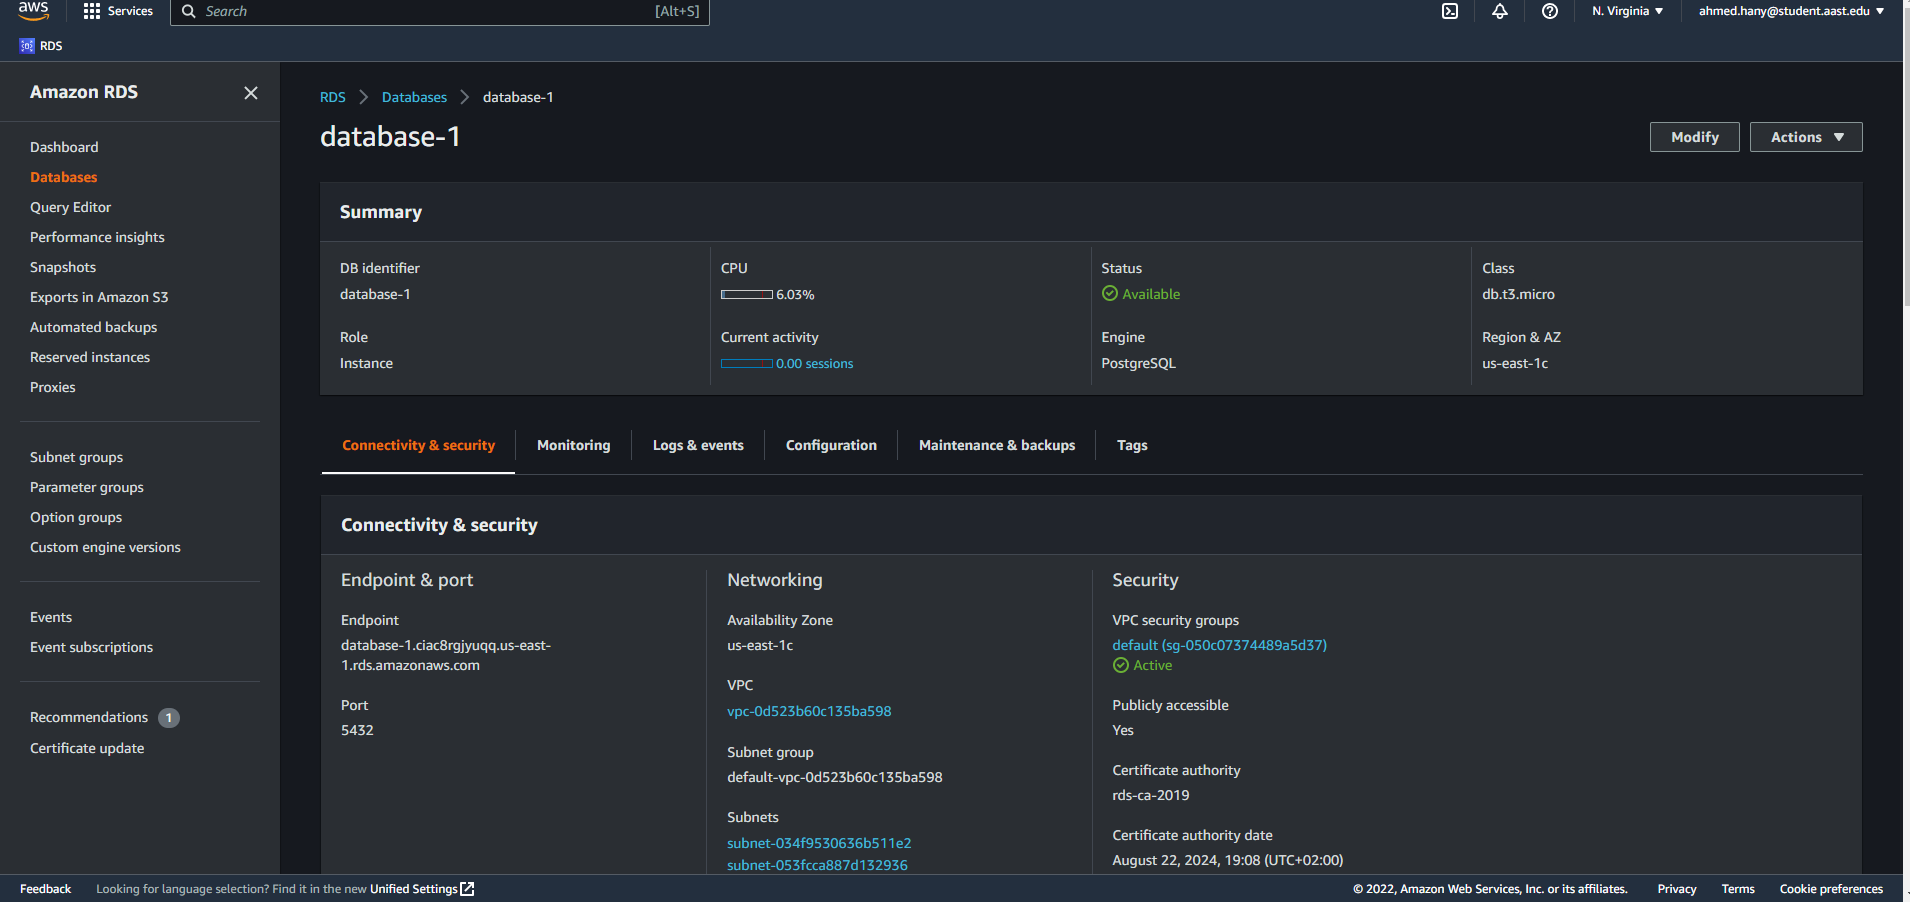 aws
Services
Search
[Alt+S]
N. Virginia
ahmed.hany@student.aast.edu
RDS
Amazon RDS
Dashboard
Databases
Query Editor
Performance insights
Snapshots
Exports in Amazon S3
Automated backups
Reserved instances
Proxies
Subnet groups
Parameter groups
Option groups
Custom engine versions
Events
Event subscriptions
Recommendations 1
Certificate update
RDS > Databases > database-1
database-1
Modify
Actions
Summary
DB identifier
database-1
Role
Instance
CPU
6.03%
Current activity
0.00 sessions
Status
Available
Engine
PostgreSQL
Class
db.t3.micro
Region & AZ
us-east-1c
Connectivity & security
Monitoring
Logs & events
Configuration
Maintenance & backups
Tags
Connectivity & security
Endpoint & port
Endpoint
database-1.ciac8rgjyuqq.us-east-
1.rds.amazonaws.com
Port
5432
Networking
Availability Zone
us-east-1c
VPC
vpc-0d523b60c135ba598
Subnet group
default-vpc-0d523b60c135ba598
Subnets
subnet-034f9530636b511e2
subnet-053fcca887d132936
Security
VPC security groups
default (sg-050c07374489a5d37)
Active
Publicly accessible
Yes
Certificate authority
rds-ca-2019
Certificate authority date
August 22, 2024, 19:08 (UTC+02:00)
Feedback
Looking for language selection? Find it in the new Unified Settings
© 2022, Amazon Web Services, Inc. or its affiliates.
Privacy
Terms
Cookie preferences